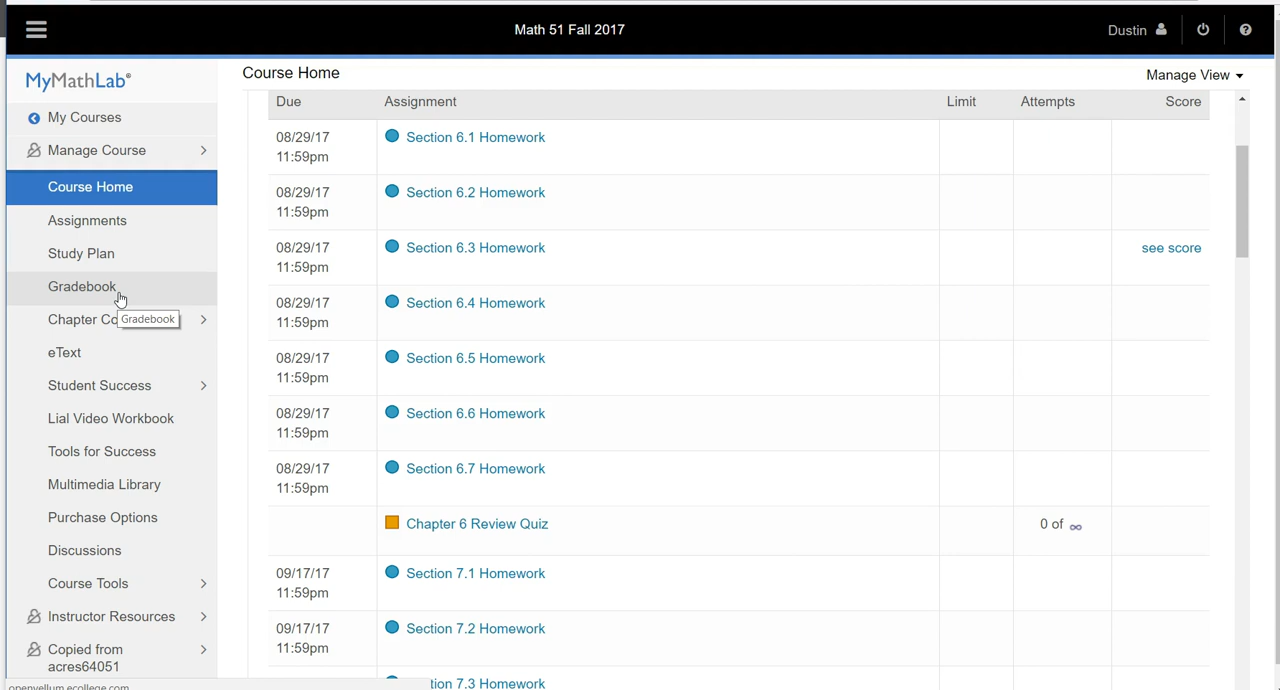 Math 51 Fall 2017
Dustin
?
MyMathLab®
Course Home
Manage View
My Courses
Manage Course
Course Home
Assignments
Study Plan
Gradebook
Gradebook
Chapter Co
eText
Student Success
Lial Video Workbook
Tools for Success
Multimedia Library
Purchase Options
Discussions
Course Tools
Instructor Resources
Copied from
acres64051
openvellum.ecollege.com
Due Assignment Limit Attempts Score
08/29/17 Section 6.1 Homework
11:59pm
08/29/17 Section 6.2 Homework
11:59pm
08/29/17 Section 6.3 Homework see score
11:59pm
08/29/17 Section 6.4 Homework
11:59pm
08/29/17 Section 6.5 Homework
11:59pm
08/29/17 Section 6.6 Homework
11:59pm
08/29/17 Section 6.7 Homework
11:59pm
Chapter 6 Review Quiz 0 of ∞
09/17/17 Section 7.1 Homework
11:59pm
09/17/17 Section 7.2 Homework
11:59pm
tion 7.3 Homework